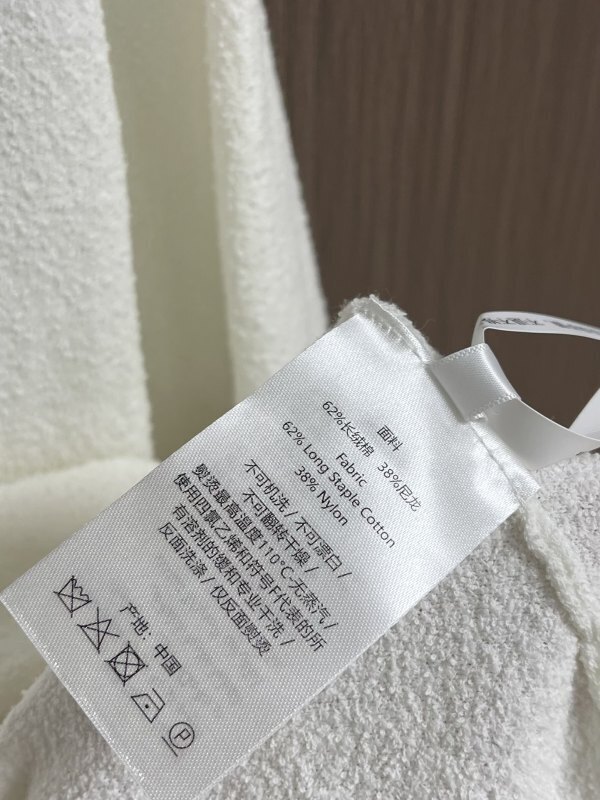 面料
62%长绒棉 38%尼龙
Fabric
62% Long Staple Cotton
38% Nylon
不可机洗/不可漂白/
不可翻转干燥/
熨烫最高温度110°C-无蒸汽/
使用四氯乙烯和符号F代表的所
有溶剂的缓和专业干洗/
反面洗涤/仅反面熨烫
产地:中国
P